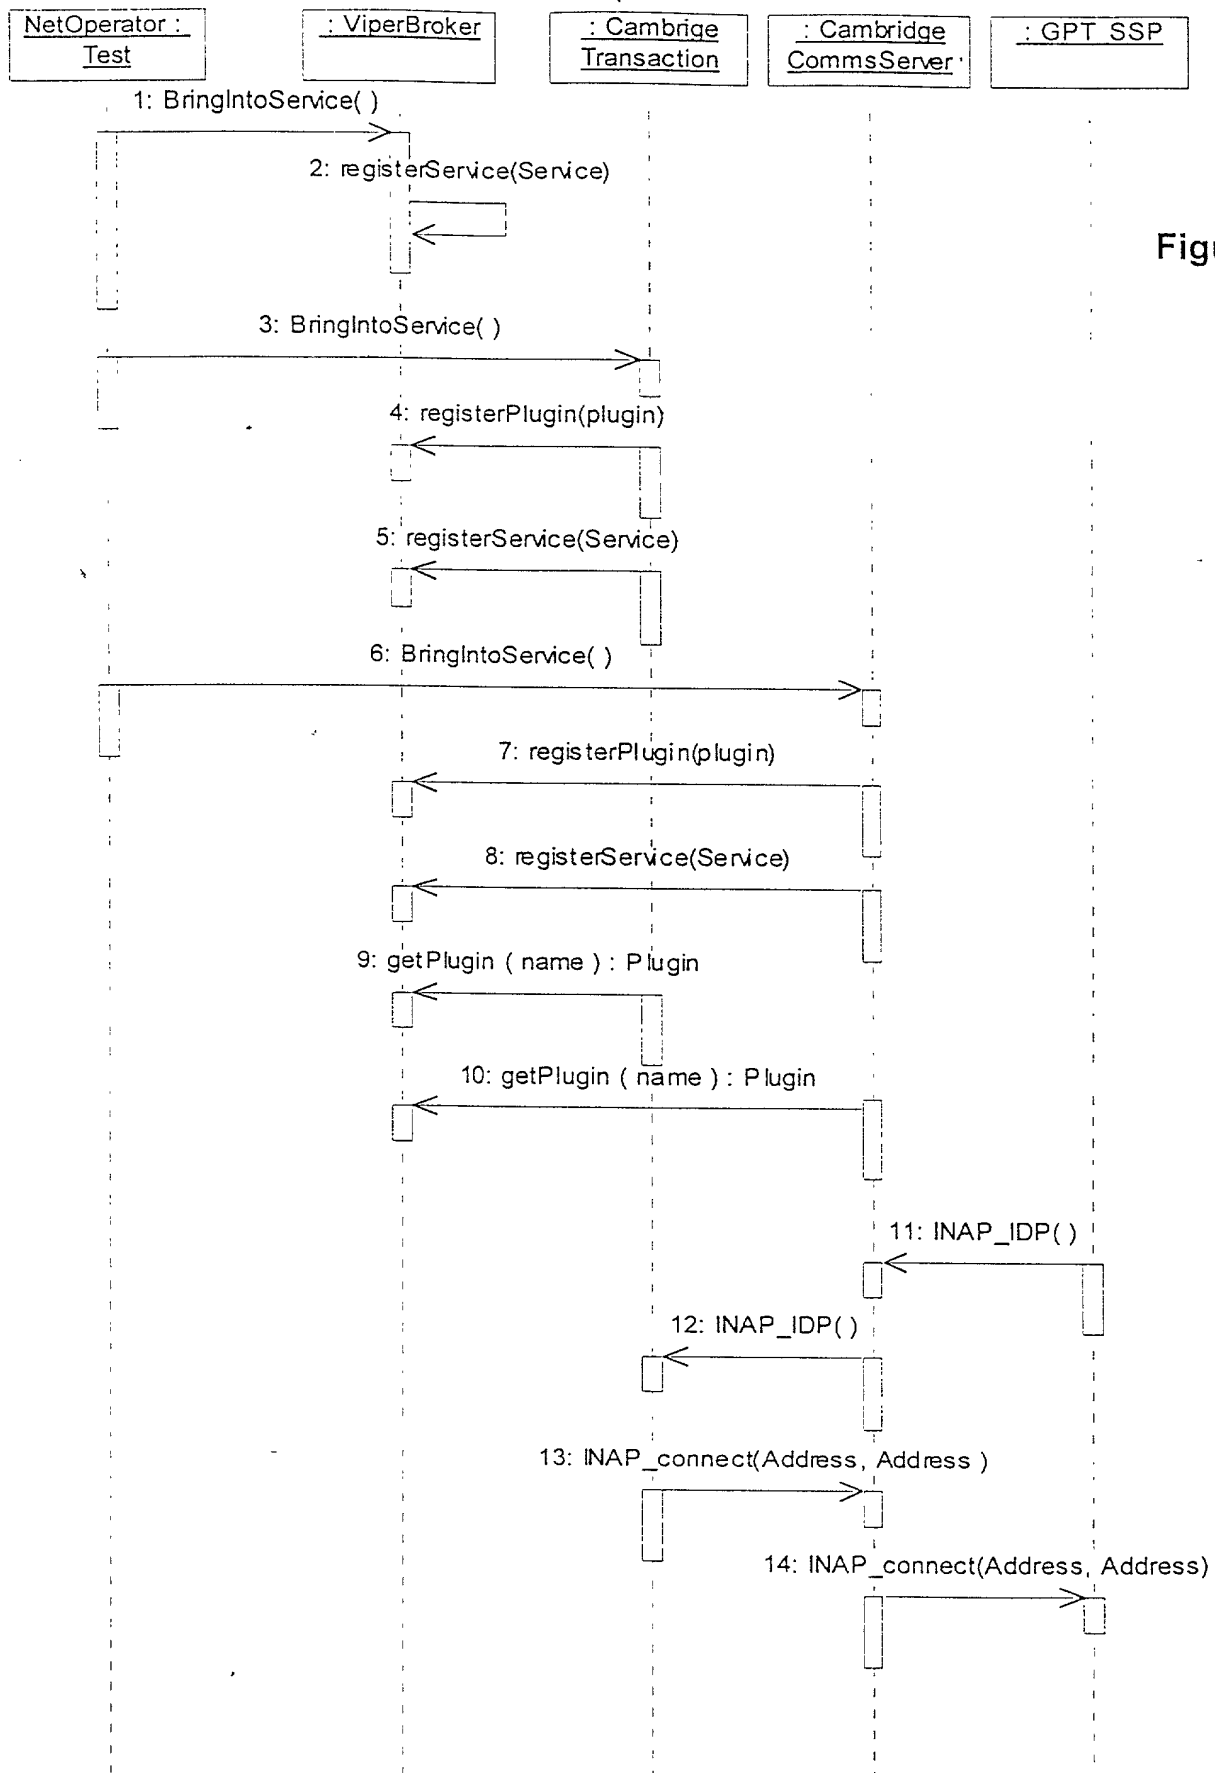 NetOperator :
Test
: ViperBroker
: Cambrige
Transaction
: Cambridge
CommsServer
: GPT SSP
1: BringIntoService( )
2: registerService(Service)
3: BringIntoService( )
4: registerPlugin(plugin)
5: registerService(Service)
6: BringIntoService( )
7: registerPlugin(plugin)
8: registerService(Service)
9: getPlugin ( name ) : Plugin
10: getPlugin ( name ) : Plugin
11: INAP_IDP( )
12: INAP_IDP( )
13: INAP_connect(Address, Address )
14: INAP_connect(Address, Address)